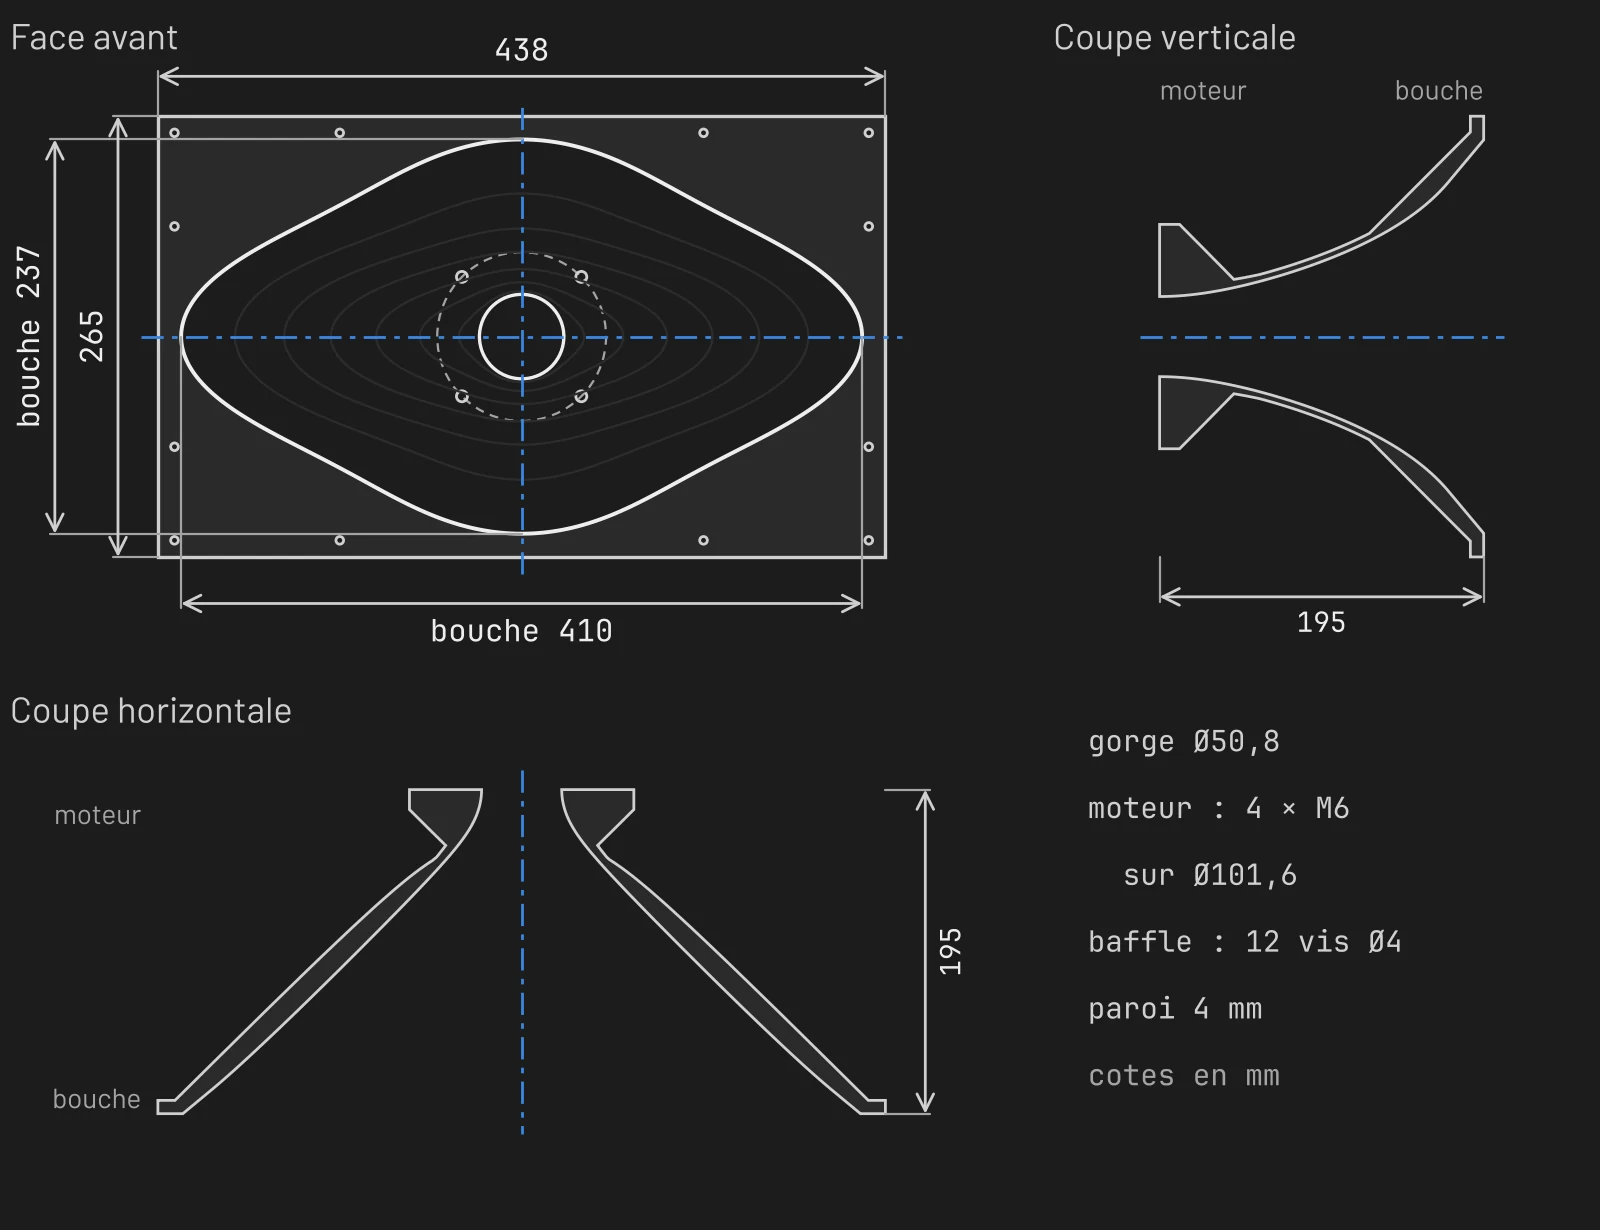 Face avant
438
bouche 237
265
bouche 410
Coupe verticale
moteur
bouche
195
Coupe horizontale
moteur
bouche
195
gorge Ø50,8
moteur : 4 × M6
sur Ø101,6
baffle : 12 vis Ø4
paroi 4 mm
cotes en mm